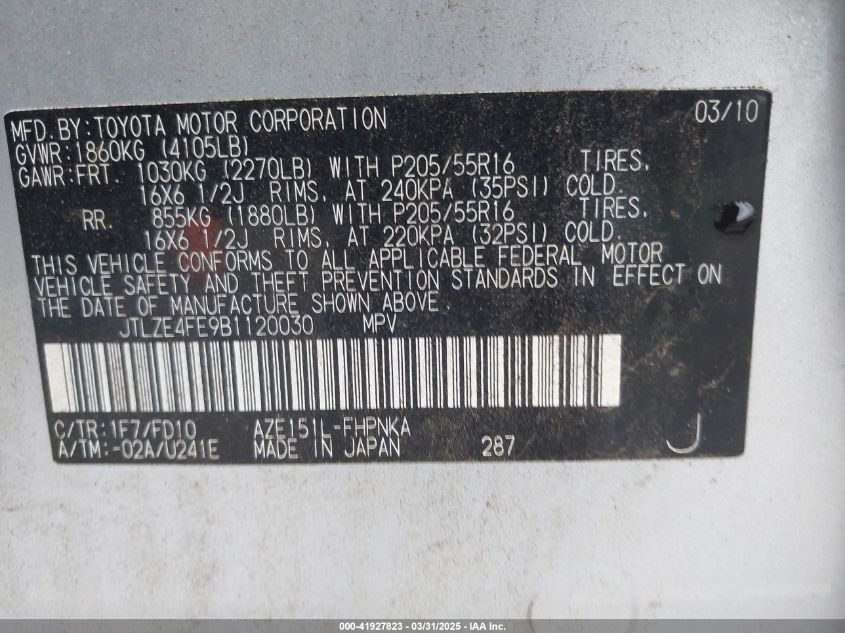 MFD. BY: TOYOTA MOTOR CORPORATION 03/10
GVWR: 1860KG (4105LB)
GAWR: FRT. 1030KG (2270LB) WITH P205/55R16 TIRES,
16X6 1/2J RIMS, AT 240KPA (35PSI) COLD.
RR. 855KG (1880LB) WITH P205/55R16 TIRES,
16X6 1/2J RIMS, AT 220KPA (32PSI) COLD.
THIS VEHICLE CONFORMS TO ALL APPLICABLE FEDERAL MOTOR
VEHICLE SAFETY AND THEFT PREVENTION STANDARDS IN EFFECT ON
THE DATE OF MANUFACTURE SHOWN ABOVE.
JTLZE4FE9B1120030 MPV
C/TR: 1F7/FD10 AZE151L-FHPNKA
A/TM: -02A/U241E MADE IN JAPAN 287 J
000-41927823 – 03/31/2025 – IAA Inc.